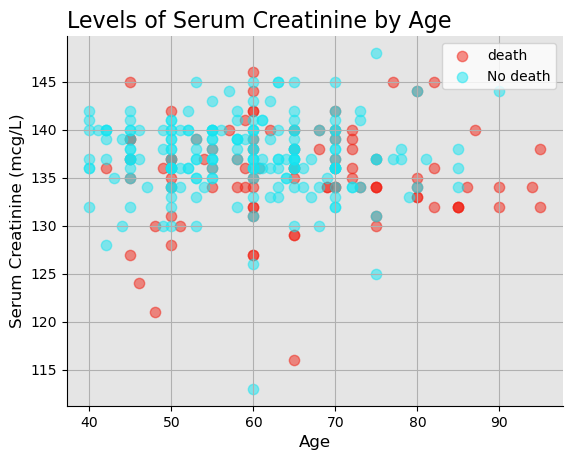 Levels of Serum Creatinine by Age
death
No death
Serum Creatinine (mcg/L)
145
140
135
130
125
120
115
40 50 60 70 80 90
Age